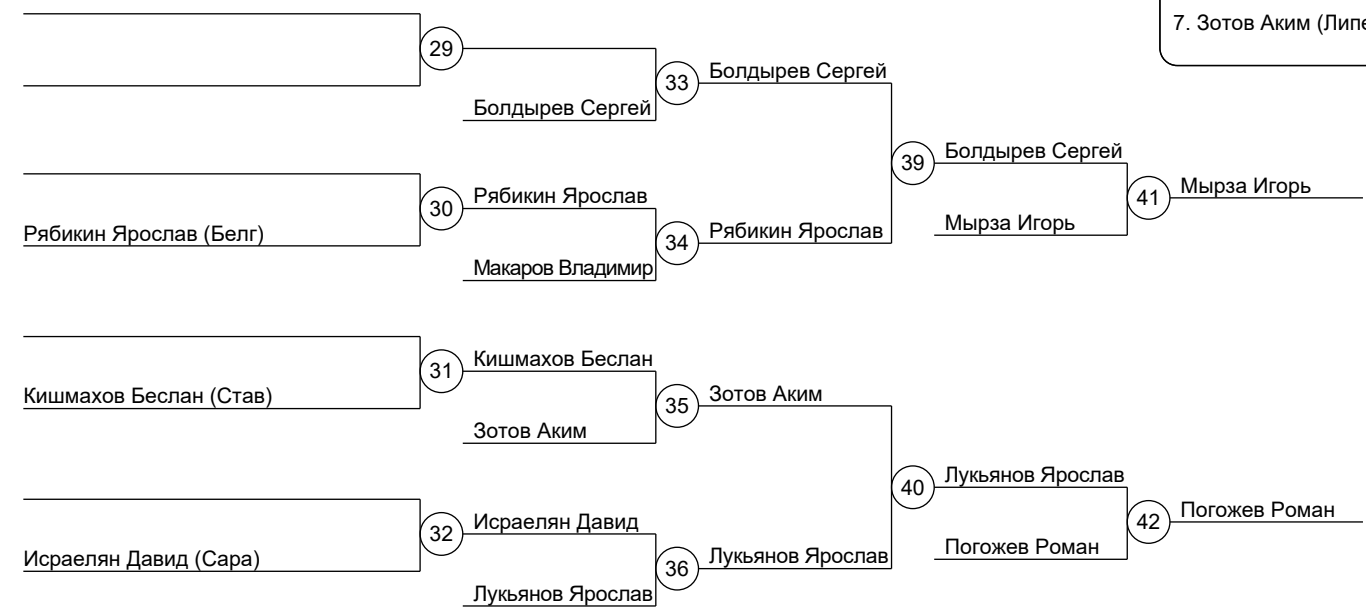 7. Зотов Аким
29
Болдырев Сергей
33
Болдырев Сергей
Рябикин Ярослав (Белг)
30
Рябикин Ярослав
Макаров Владимир
34
Рябикин Ярослав
39
Болдырев Сергей
Мырза Игорь
41
Мырза Игорь
Кишмахов Беслан (Став)
31
Кишмахов Беслан
Зотов Аким
35
Зотов Аким
Исраелян Давид (Сара)
32
Исраелян Давид
Лукьянов Ярослав
36
Лукьянов Ярослав
40
Лукьянов Ярослав
Погожев Роман
42
Погожев Роман